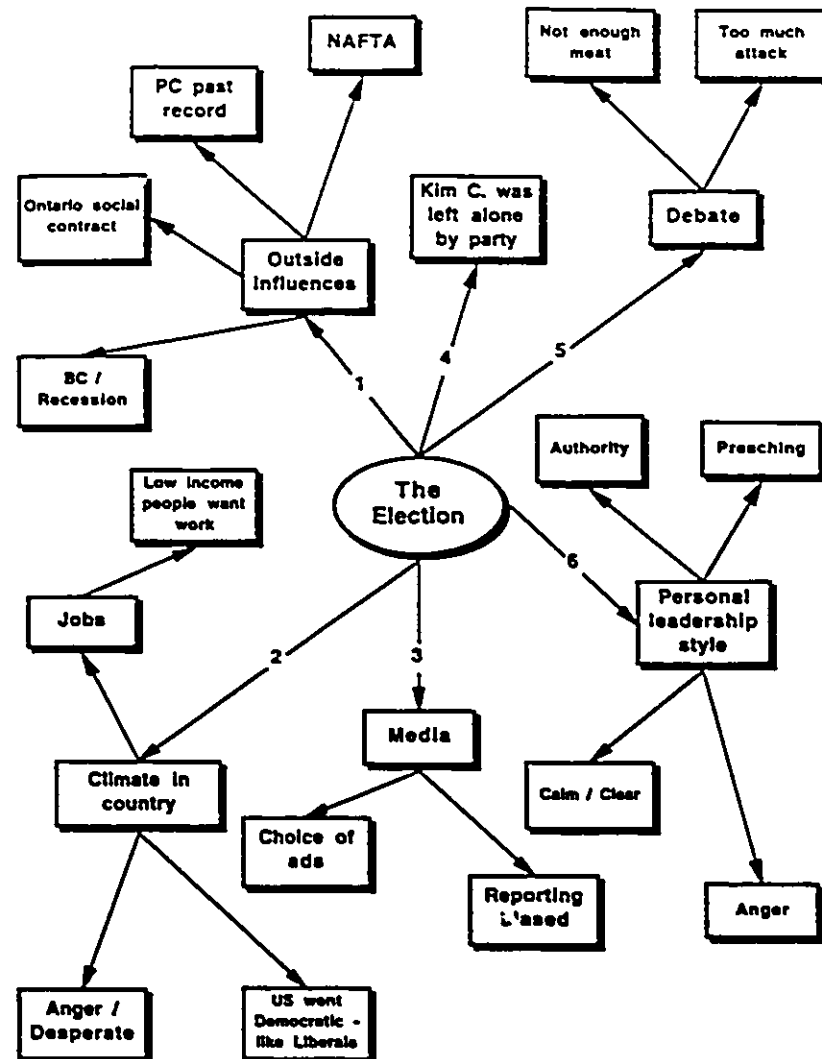 NAFTA
Not enough
meat
Too much
attack
PC past
record
Ontario social
contract
Kim C. was
left alone
by party
Debate
Outside
Influences
BC /
Recession
1
4
5
Authority
Preaching
Low income
people want
work
The
Election
6
Jobs
Personal
leadership
style
2
3
Media
Climate in
country
Calm / Clear
Choice of
ads
Reporting
biased
Anger
Anger /
Desperate
US went
Democratic -
like Liberals